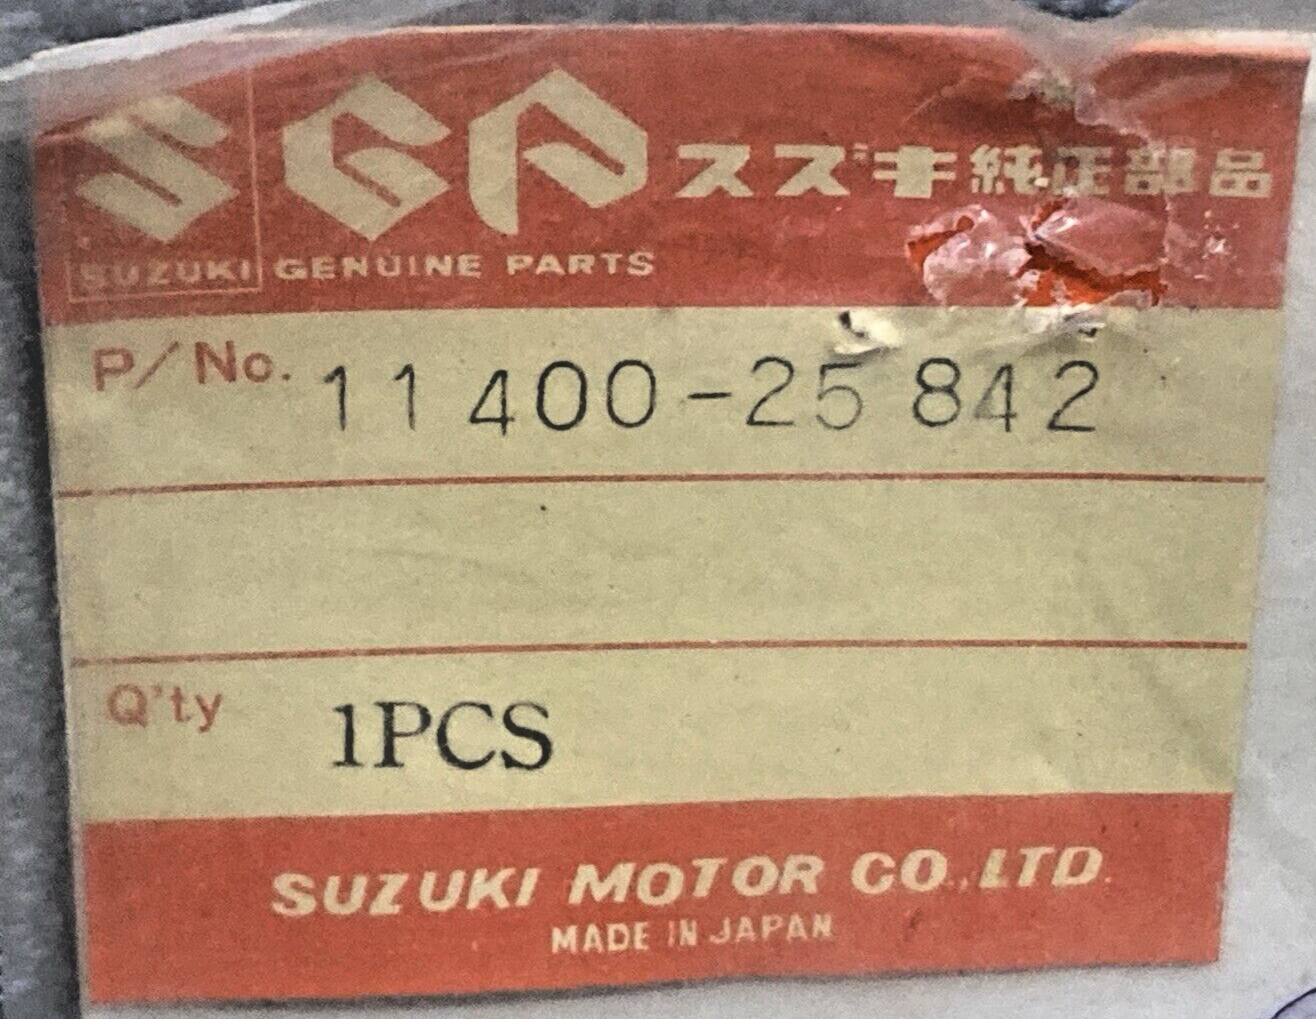 S GP スズキ純正部品
SUZUKI GENUINE PARTS
P/No. 11400-25842
Q'ty 1PCS
SUZUKI MOTOR CO.,LTD.
MADE IN JAPAN